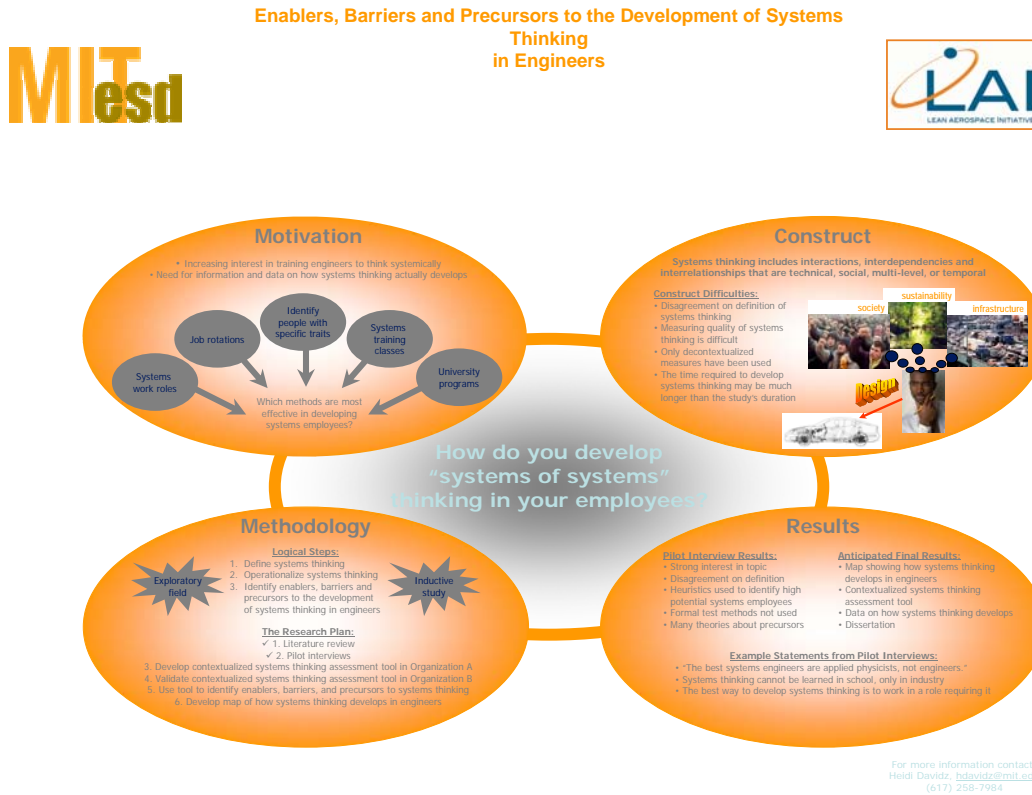 Enablers, Barriers and Precursors to the Development of Systems
Thinking
in Engineers
MIT
esd
LAI
LEAN AEROSPACE INITIATIVE
Motivation
• Increasing interest in training engineers to think systemically
• Need for information and data on how systems thinking actually develops
Identify
people with
specific traits
Job rotations
Systems
training
classes
Systems
work roles
University
programs
Which methods are most
effective in developing
systems employees?
Construct
Systems thinking includes interactions, interdependencies and
interrelationships that are technical, social, multi-level, or temporal
Construct Difficulties:
• Disagreement on definition of
systems thinking
• Measuring quality of systems
thinking is difficult
• Only decontextualized
measures have been used
• The time required to develop
systems thinking may be much
longer than the study's duration
sustainability
society
infrastructure
Design
How do you develop
"systems of systems"
thinking in your employees?
Methodology
Logical Steps:
1. Define systems thinking
2. Operationalize systems thinking
3. Identify enablers, barriers and
precursors to the development
of systems thinking in engineers
Exploratory
field
Inductive
study
The Research Plan:
✓ 1. Literature review
✓ 2. Pilot interviews
3. Develop contextualized systems thinking assessment tool in Organization A
4. Validate contextualized systems thinking assessment tool in Organization B
5. Use tool to identify enablers, barriers, and precursors to systems thinking
6. Develop map of how systems thinking develops in engineers
Results
Pilot Interview Results:
• Strong interest in topic
• Disagreement on definition
• Heuristics used to identify high
potential systems employees
• Formal test methods not used
• Many theories about precursors
Anticipated Final Results:
• Map showing how systems thinking
develops in engineers
• Contextualized systems thinking
assessment tool
• Data on how systems thinking develops
• Dissertation
Example Statements from Pilot Interviews:
• "The best systems engineers are applied physicists, not engineers."
• Systems thinking cannot be learned in school, only in industry
• The best way to develop systems thinking is to work in a role requiring it
For more information contact
Heidi Davidz, hdavidz@mit.ed
(617) 258-7984